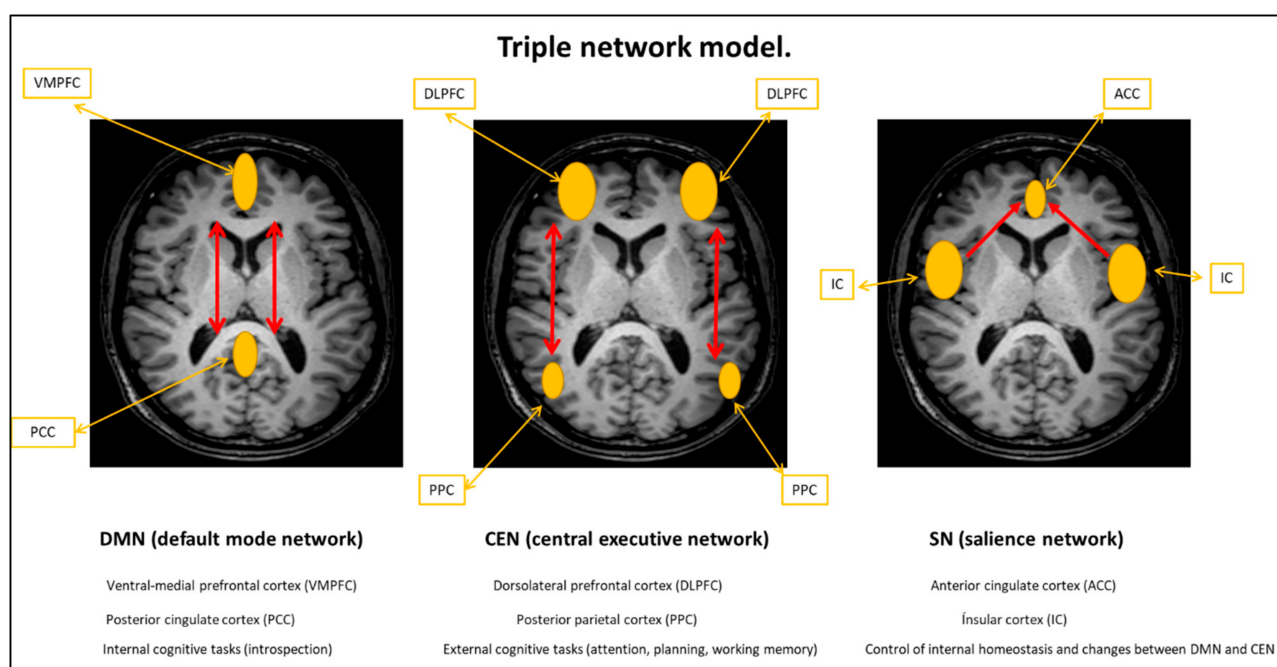 Triple network model.
VMPFC
DLPFC
DLPFC
ACC
IC
IC
PCC
PPC
PPC
DMN (default mode network)
Ventral-medial prefrontal cortex (VMPFC)
Posterior cingulate cortex (PCC)
Internal cognitive tasks (introspection)
CEN (central executive network)
Dorsolateral prefrontal cortex (DLPFC)
Posterior parietal cortex (PPC)
External cognitive tasks (attention, planning, working memory)
SN (salience network)
Anterior cingulate cortex (ACC)
Ínsular cortex (IC)
Control of internal homeostasis and changes between DMN and CEN